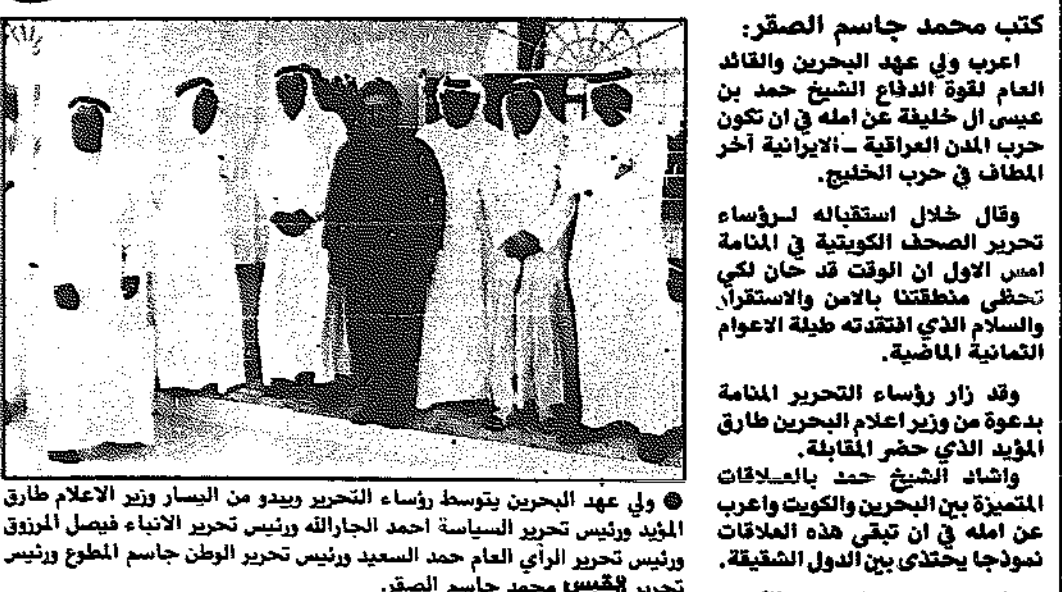 كتب محمد جاسم الصقر:
اعرب ولي عهد البحرين والقائد
العام لقوة الدفاع الشيخ حمد بن
عيسى ال خليفة عن امله في ان تكون
حرب المدن العراقية ـ الايرانية آخر
المطاف في حرب الخليج.
وقال خلال استقباله لرؤساء
تحرير الصحف الكويتية في المنامة
امس الاول ان الوقت قد حان لكي
تحظى منطقتنا بالامن والاستقرار
والسلام الذي افتقدته طيلة الاعوام
الثمانية الماضية.
وقد زار رؤساء التحرير المنامة
بدعوة من وزير اعلام البحرين طارق
المؤيد الذي حضر المقابلة.
واشاد الشيخ حمد بالعلاقات
المتميزة بين البحرين والكويت واعرب
عن امله في ان تبقى هذه العلاقات
نموذجا يحتذى بين الدول الشقيقة.
● ولي عهد البحرين يتوسط رؤساء التحرير ويبدو من اليسار وزير الاعلام طارق
المؤيد ورئيس تحرير السياسة احمد الجارالله ورئيس تحرير الانباء فيصل المرزوق
ورئيس تحرير الرأي العام حمد السعيد ورئيس تحرير الوطن جاسم المطوع ورئيس
تحرير القبس محمد جاسم الصقر.